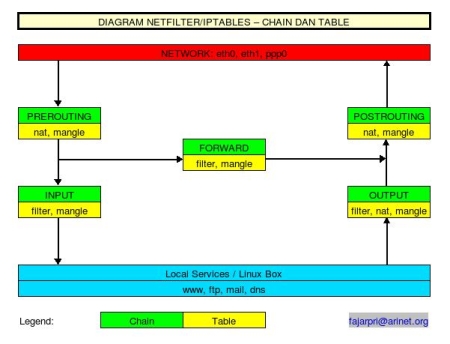 DIAGRAM NETFILTER/IPTABLES – CHAIN DAN TABLE
NETWORK: eth0, eth1, ppp0
PREROUTING
nat, mangle
POSTROUTING
nat, mangle
FORWARD
filter, mangle
INPUT
filter, mangle
OUTPUT
filter, nat, mangle
Local Services / Linux Box
www, ftp, mail, dns
Legend:
Chain
Table
fajarpri@arinet.org